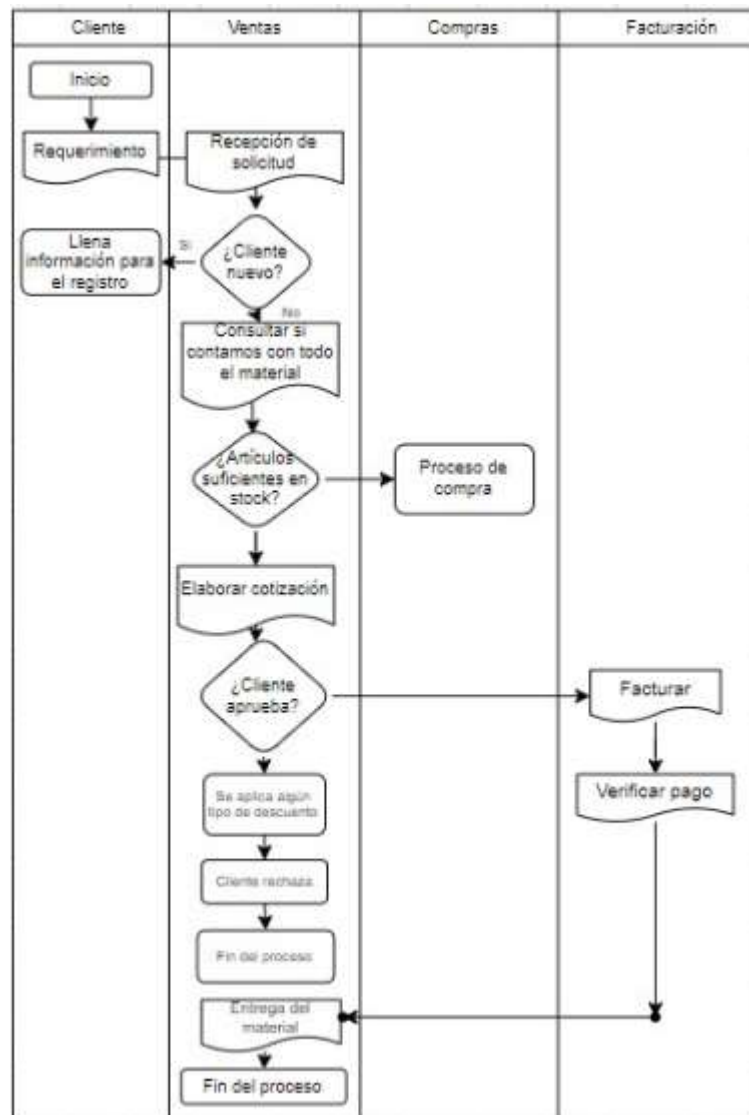 Cliente
Ventas
Compras
Facturación
Inicio
Requerimiento
Recepción de
solicitud
¿Cliente
nuevo?
Si
Llena
información para
el registro
No
Consultar si
contamos con todo
el material
¿Artículos
suficientes en
stock?
Proceso de
compra
Elaborar cotización
¿Cliente
aprueba?
Facturar
Verificar pago
Se aplica algún
tipo de descuento
Cliente rechaza
Fin del proceso
Entrega del
material
Fin del proceso